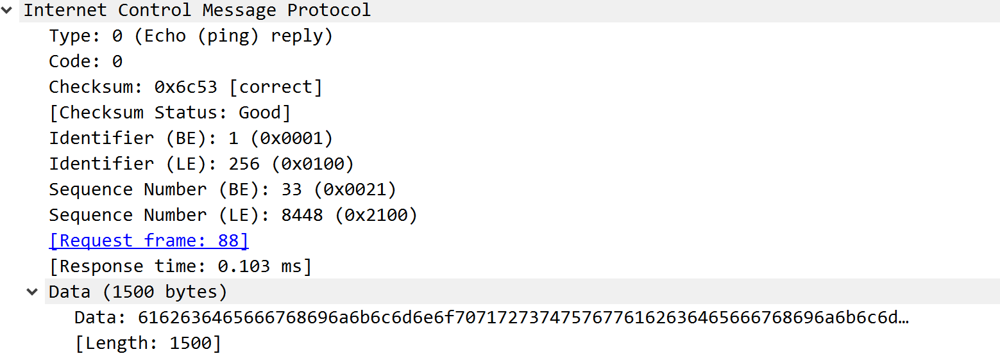 Internet Control Message Protocol
Type: 0 (Echo (ping) reply)
Code: 0
Checksum: 0x6c53 [correct]
[Checksum Status: Good]
Identifier (BE): 1 (0x0001)
Identifier (LE): 256 (0x0100)
Sequence Number (BE): 33 (0x0021)
Sequence Number (LE): 8448 (0x2100)
[Request frame: 88]
[Response time: 0.103 ms]
Data (1500 bytes)
Data: 6162636465666768696a6b6c6d6e6f70717273747576776162636465666768696a6b6c6d…
[Length: 1500]